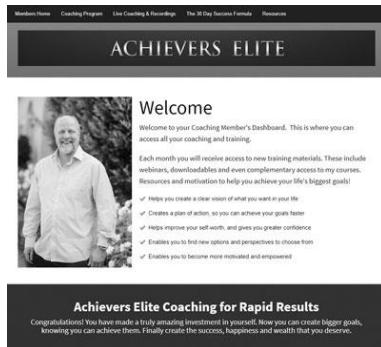 Members Home Coaching Program Live Coaching & Recordings The 30 Day Success Formula Resources
ACHIEVERS ELITE
Welcome
Welcome to your Coaching Member's Dashboard. This is where you can
access all your coaching and training.
Each month you will receive access to new training materials. These include
webinars, downloadables and even complementary access to my courses.
Resources and motivation to help you achieve your life's biggest goals!
Helps you create a clear vision of what you want in your life
Creates a plan of action, so you can achieve your goals faster
Helps improve your self-worth, and gives you greater confidence
Enables you to find new options and perspectives to choose from
Enables you to become more motivated and empowered
Achievers Elite Coaching for Rapid Results
Congratulations! You have made a truly amazing investment in yourself. Now you can create bigger goals,
knowing you can achieve them. Finally create the success, happiness and wealth that you deserve.